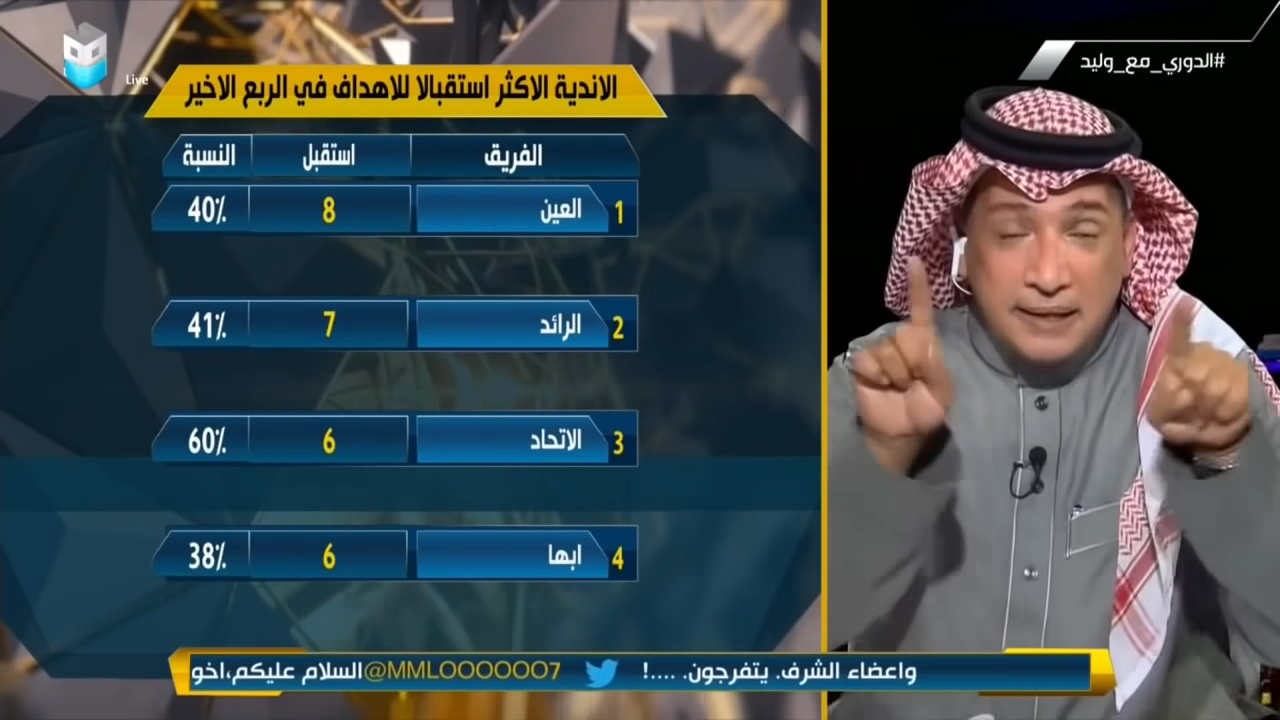 Live
#الدوري_مع_وليد
الاندية الاكثر استقبالا للاهداف في الربع الاخير
الفريق استقبل النسبة
1 العين 8 40%
2 الرائد 7 41%
3 الاتحاد 6 60%
4 ابها 6 38%
واعضاء الشرف. يتفرجون. ....! @MMLOOOOOO7 السلام عليكم،اخو